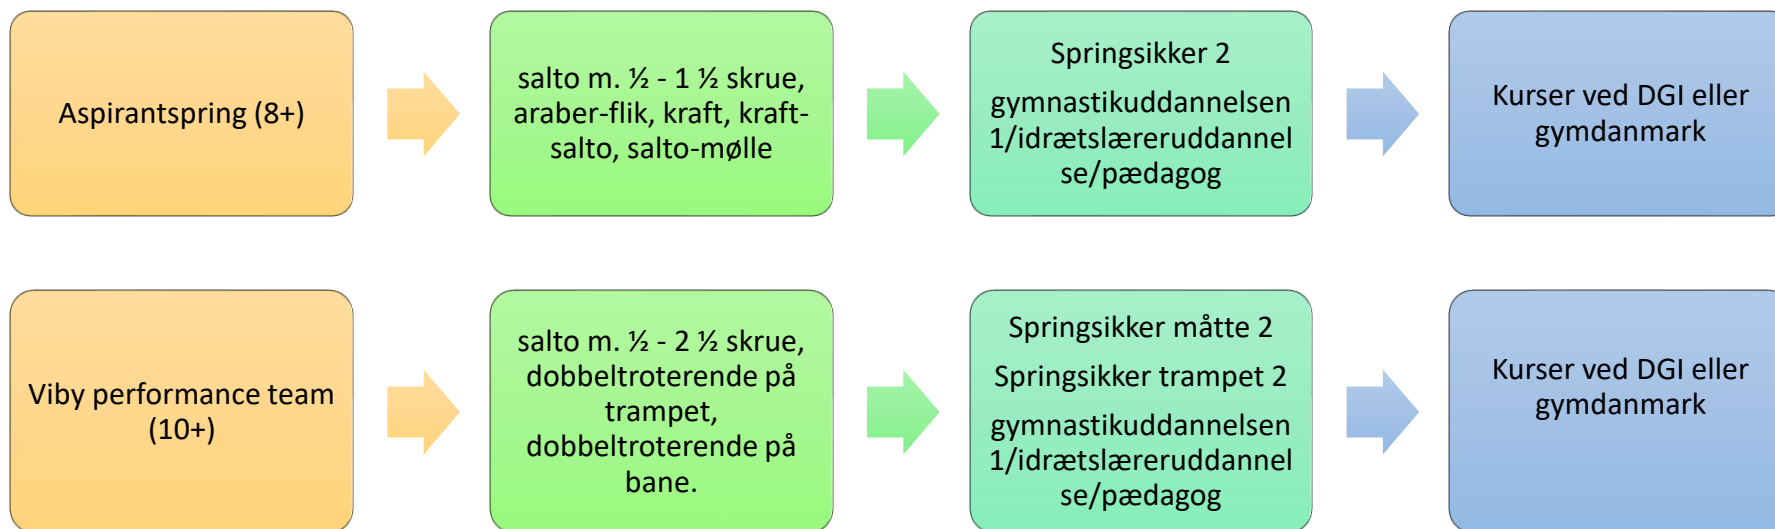 Aspirantspring (8+)
salto m. ½ - 1 ½ skrue,
araber-flik, kraft, kraft-
salto, salto-mølle
Springsikker 2
gymnastikuddannelsen
1/idrætslæreruddannel
se/pædagog
Kurser ved DGI eller
gymdanmark
Viby performance team
(10+)
salto m. ½ - 2 ½ skrue,
dobbeltroterende på
trampet,
dobbeltroterende på
bane.
Springsikker måtte 2
Springsikker trampet 2
gymnastikuddannelsen
1/idrætslæreruddannel
se/pædagog
Kurser ved DGI eller
gymdanmark